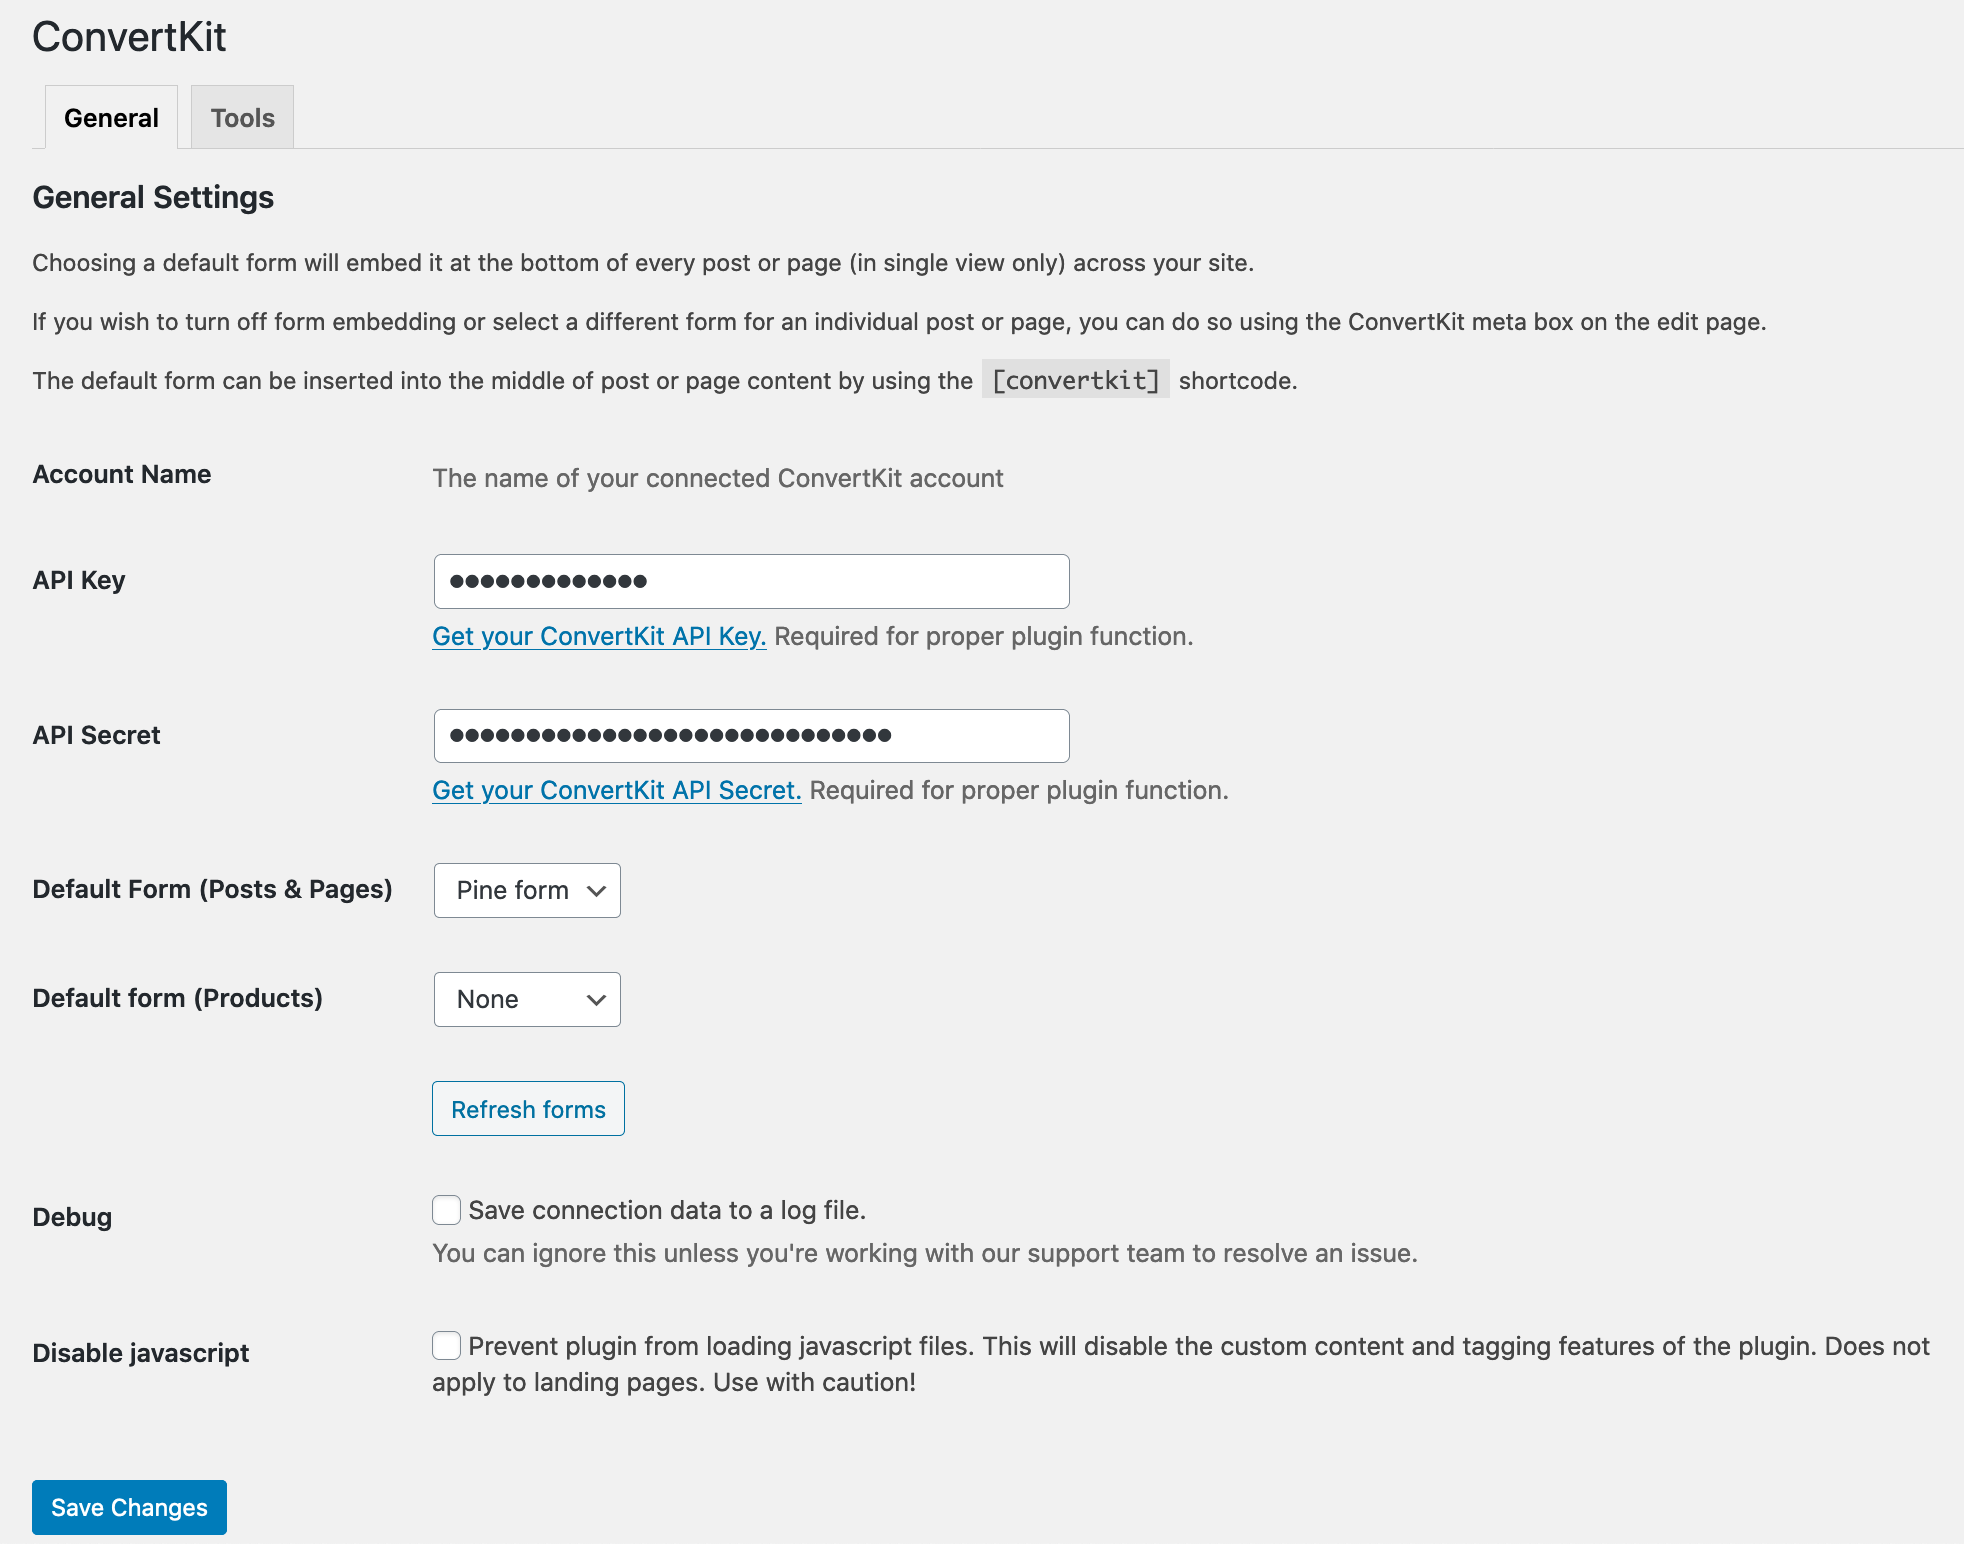 ConvertKit
General
Tools
General Settings
Choosing a default form will embed it at the bottom of every post or page (in single view only) across your site.
If you wish to turn off form embedding or select a different form for an individual post or page, you can do so using the ConvertKit meta box on the edit page.
The default form can be inserted into the middle of post or page content by using the [convertkit] shortcode.
Account Name
The name of your connected ConvertKit account
API Key
•••••••••••••
Get your ConvertKit API Key. Required for proper plugin function.
API Secret
•••••••••••••••••••••••••••••
Get your ConvertKit API Secret. Required for proper plugin function.
Default Form (Posts & Pages)
Pine form
Default form (Products)
None
Refresh forms
Debug
Save connection data to a log file.
You can ignore this unless you're working with our support team to resolve an issue.
Disable javascript
Prevent plugin from loading javascript files. This will disable the custom content and tagging features of the plugin. Does not
apply to landing pages. Use with caution!
Save Changes